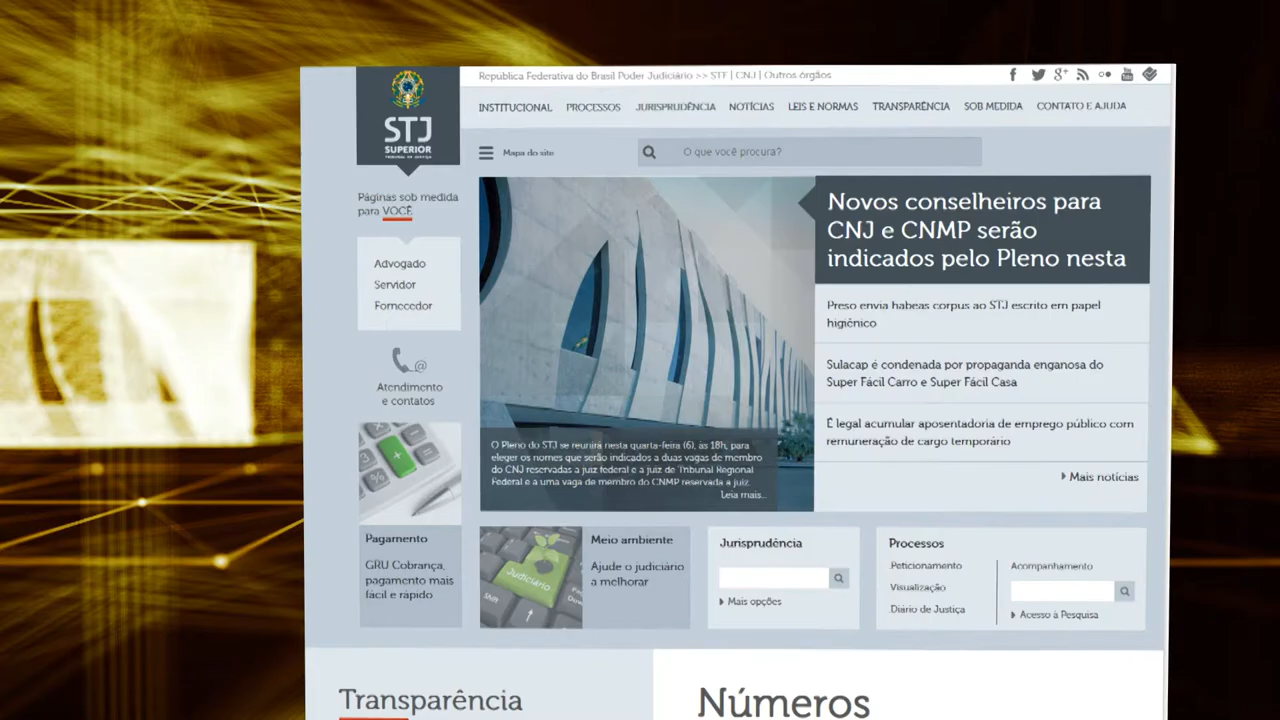 República Federativa do Brasil Poder Judiciário >> STF | CNJ | Outros órgãos
STJ
SUPERIOR
TRIBUNAL DA JUSTIÇA
INSTITUCIONAL PROCESSOS JURISPRUDÊNCIA NOTÍCIAS LEIS E NORMAS TRANSPARÊNCIA SOB MEDIDA CONTATO E AJUDA
Mapa do site
O que você procura?
Páginas sob medida
para VOCÊ
Advogado
Servidor
Fornecedor
Atendimento
e contatos
Novos conselheiros para
CNJ e CNMP serão
indicados pelo Pleno nesta
O Pleno do STJ se reunirá nesta quarta-feira (6), às 18h, para
eleger os nomes que serão indicados a duas vagas de membro
do CNJ reservadas a juiz federal e a juiz de Tribunal Regional
Federal e a uma vaga de membro do CNMP reservada a juiz.
Leia mais...
Preso envia habeas corpus ao STJ escrito em papel
higiênico
Sulacap é condenada por propaganda enganosa do
Super Fácil Carro e Super Fácil Casa
É legal acumular aposentadoria de emprego público com
remuneração de cargo temporário
Mais notícias
Pagamento
GRU Cobrança,
pagamento mais
fácil e rápido
Judiciário
Shift
Meio ambiente
Ajude o judiciário
a melhorar
Jurisprudência
Mais opções
Processos
Peticionamento
Visualização
Diário de Justiça
Acompanhamento
Acesso à Pesquisa
Transparência
Números